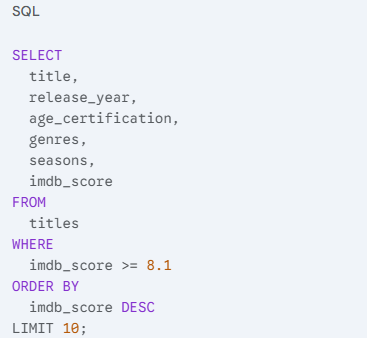 SQL
SELECT
title,
release_year,
age_certification,
genres,
seasons,
imdb_score
FROM
titles
WHERE
imdb_score >= 8.1
ORDER BY
imdb_score DESC
LIMIT 10;